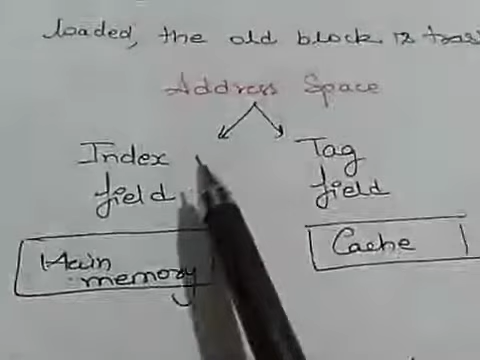 loaded, the old block is
Address Space
Index field
Tag field
Main memory
Cache